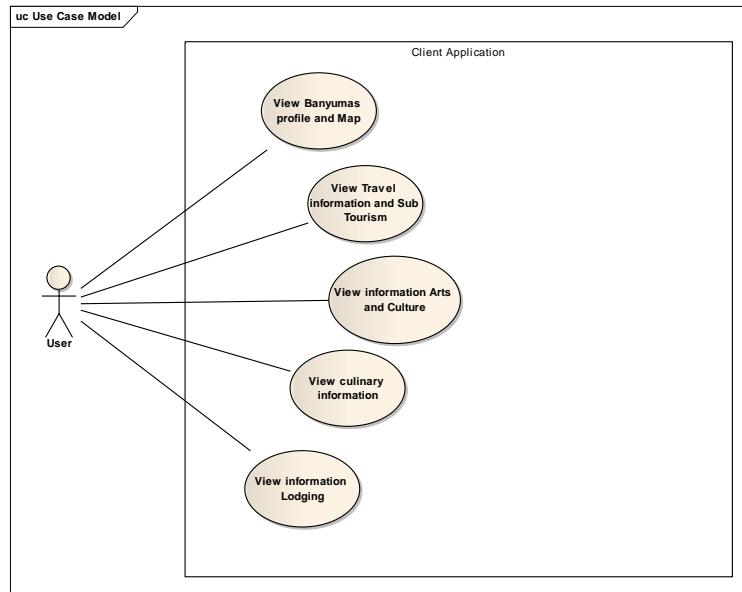 uc Use Case Model
Client Application
View Banyumas
profile and Map
View Travel
information and Sub
Tourism
View information Arts
and Culture
User
View culinary
information
View information
Lodging